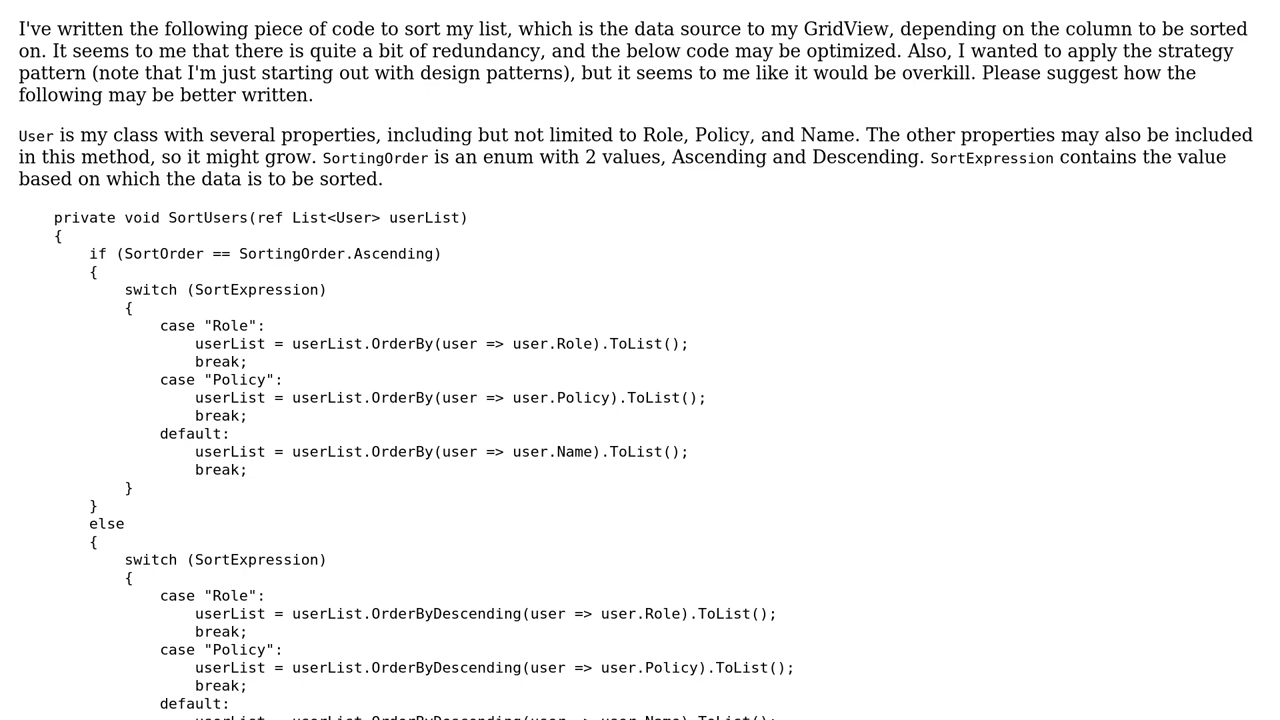 I've written the following piece of code to sort my list, which is the data source to my GridView, depending on the column to be sorted
on. It seems to me that there is quite a bit of redundancy, and the below code may be optimized. Also, I wanted to apply the strategy
pattern (note that I'm just starting out with design patterns), but it seems to me like it would be overkill. Please suggest how the
following may be better written.

User is my class with several properties, including but not limited to Role, Policy, and Name. The other properties may also be included
in this method, so it might grow. SortingOrder is an enum with 2 values, Ascending and Descending. SortExpression contains the value
based on which the data is to be sorted.

    private void SortUsers(ref List<User> userList)
    {
        if (SortOrder == SortingOrder.Ascending)
        {
            switch (SortExpression)
            {
                case "Role":
                    userList = userList.OrderBy(user => user.Role).ToList();
                    break;
                case "Policy":
                    userList = userList.OrderBy(user => user.Policy).ToList();
                    break;
                default:
                    userList = userList.OrderBy(user => user.Name).ToList();
                    break;
            }
        }
        else
        {
            switch (SortExpression)
            {
                case "Role":
                    userList = userList.OrderByDescending(user => user.Role).ToList();
                    break;
                case "Policy":
                    userList = userList.OrderByDescending(user => user.Policy).ToList();
                    break;
                default:
                    userList = userList.OrderByDescending(user => user.Name).ToList();